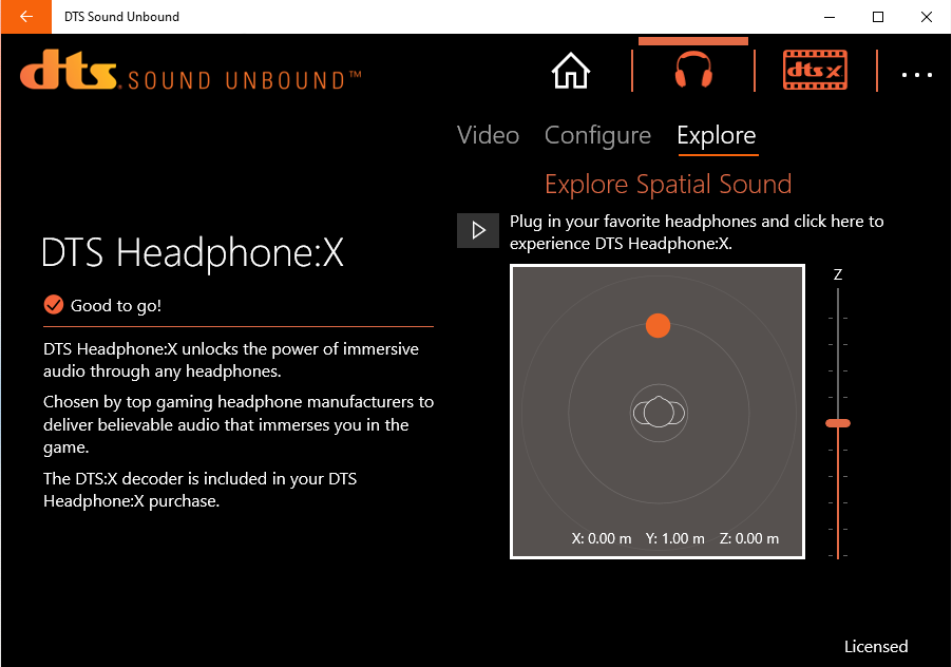 DTS Sound Unbound
dts SOUND UNBOUND™
dts x
Video Configure Explore
Explore Spatial Sound
Plug in your favorite headphones and click here to
experience DTS Headphone:X.
DTS Headphone:X
Good to go!
DTS Headphone:X unlocks the power of immersive
audio through any headphones.
Chosen by top gaming headphone manufacturers to
deliver believable audio that immerses you in the
game.
The DTS:X decoder is included in your DTS
Headphone:X purchase.
Z
X: 0.00 m Y: 1.00 m Z: 0.00 m
Licensed